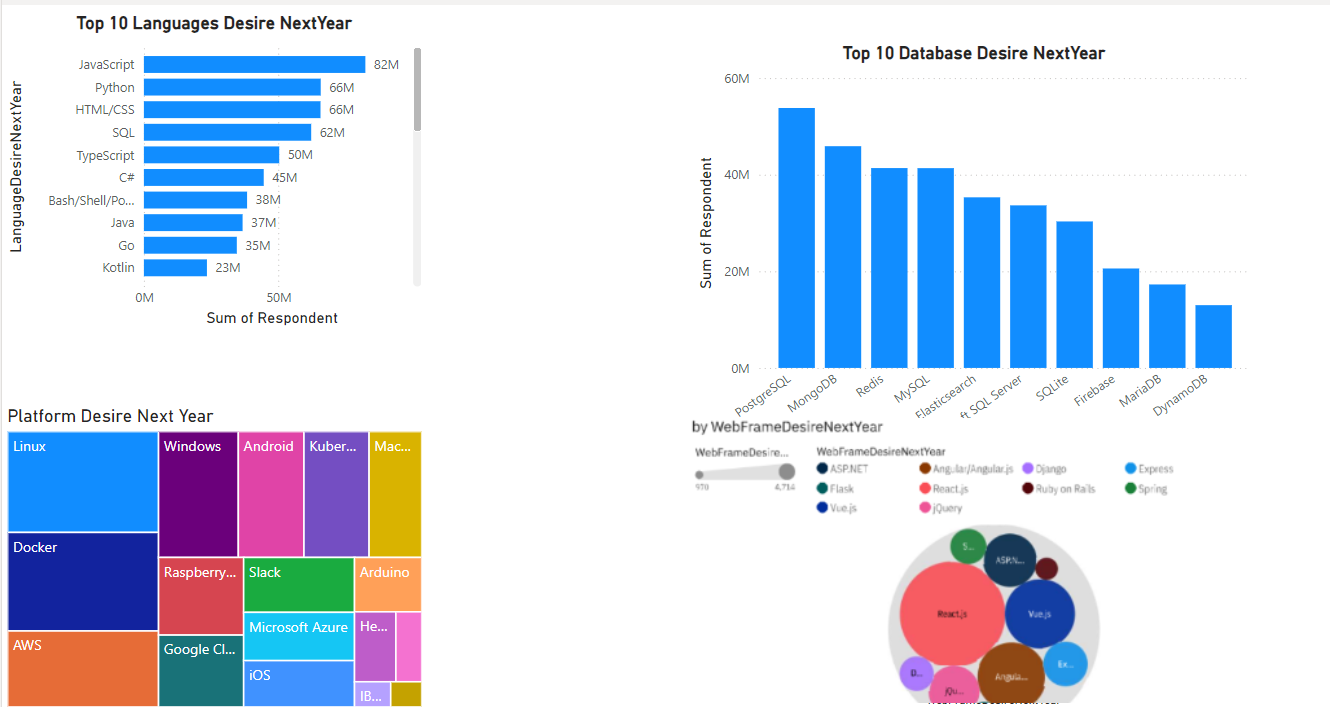 Top 10 Languages Desire NextYear
LanguageDesireNextYear
JavaScript 82M
Python 66M
HTML/CSS 66M
SQL 62M
TypeScript 50M
C# 45M
Bash/Shell/Po... 38M
Java 37M
Go 35M
Kotlin 23M
0M 50M
Sum of Respondent
Top 10 Database Desire NextYear
Sum of Respondent
60M
40M
20M
0M
PostgreSQL MongoDB Redis MySQL Elasticsearch ft SQL Server SQLite Firebase MariaDB DynamoDB
Platform Desire Next Year
Linux
Windows
Android
Kuber...
Mac...
Docker
Raspberry...
Slack
Arduino
AWS
Google Cl...
Microsoft Azure
He...
iOS
IB...
by WebFrameDesireNextYear
WebFrameDesire...
970 4,714
WebFrameDesireNextYear
ASP.NET Angular/Angular.js Django Express
Flask React.js Ruby on Rails Spring
Vue.js jQuery
S...
ASP.N...
React.js
Vue.js
Ex...
D...
jQu...
Angula...